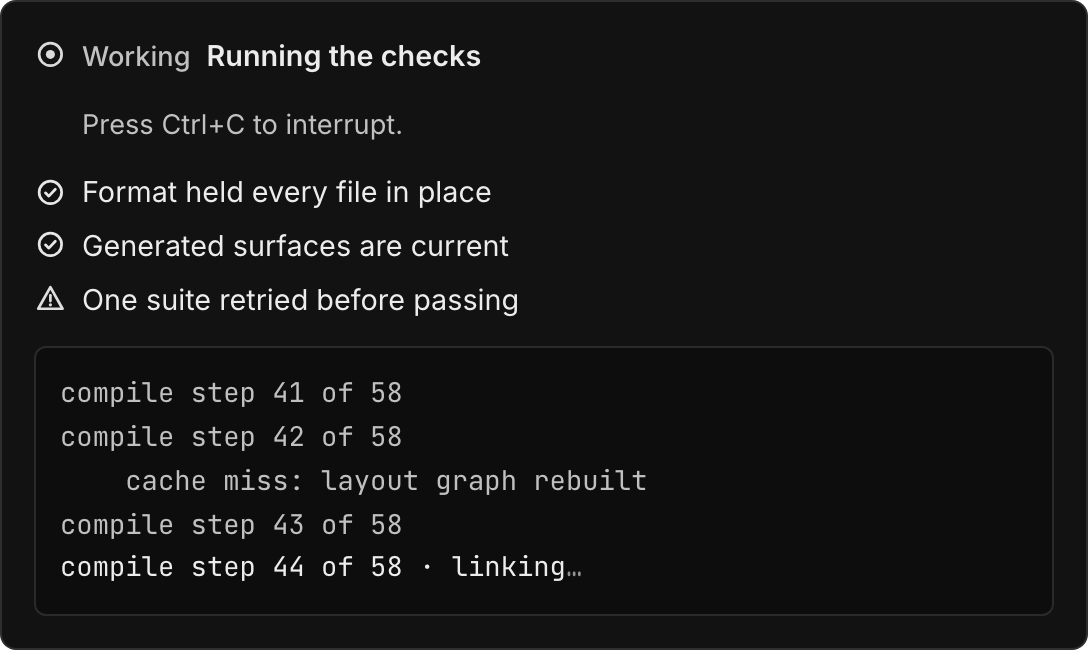 Working Running the checks
Press Ctrl+C to interrupt.
Format held every file in place
Generated surfaces are current
One suite retried before passing
compile step 41 of 58
compile step 42 of 58
    cache miss: layout graph rebuilt
compile step 43 of 58
compile step 44 of 58 · linking…